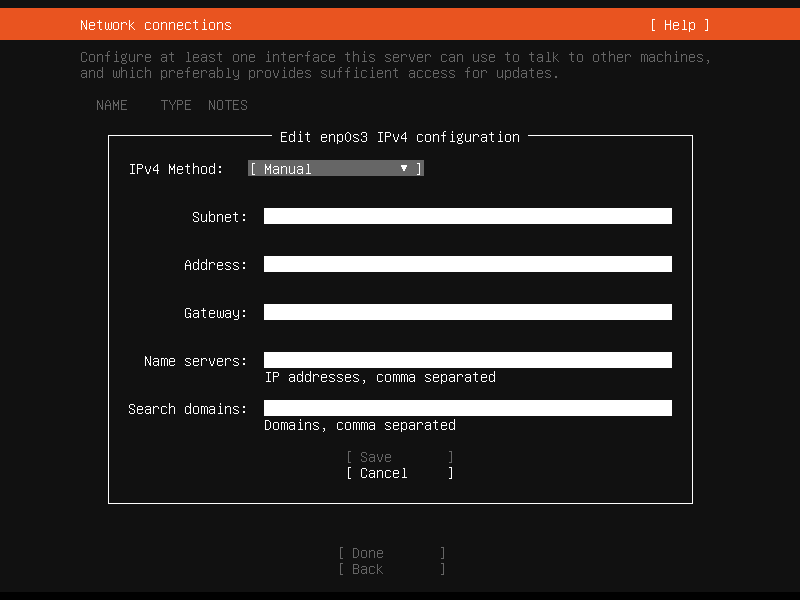 Network connections [ Help ]
Configure at least one interface this server can use to talk to other machines,
and which preferably provides sufficient access for updates.
NAME TYPE NOTES
Edit enp0s3 IPv4 configuration
IPv4 Method: [ Manual ▼ ]
Subnet:
Address:
Gateway:
Name servers:
IP addresses, comma separated
Search domains:
Domains, comma separated
[ Save ]
[ Cancel ]
[ Done ]
[ Back ]